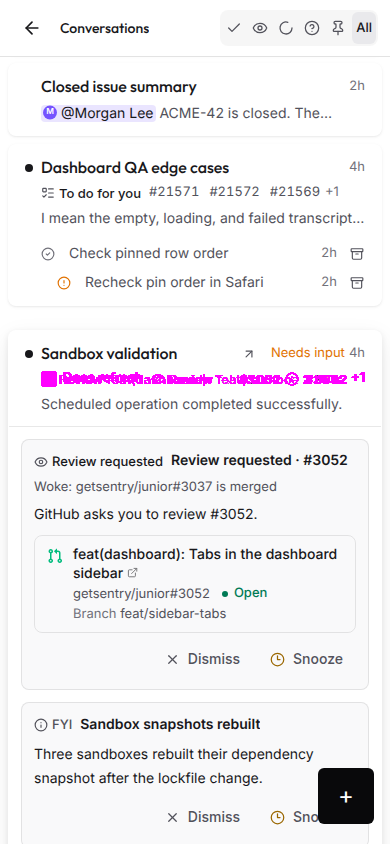 Conversations
All
Closed issue summary 2h
M @Morgan Lee ACME-42 is closed. The…
Dashboard QA edge cases 4h
To do for you #21571 #21572 #21569 +1
I mean the empty, loading, and failed transcript…
Check pinned row order 2h
Recheck pin order in Safari 2h
Sandbox validation Needs input 4h
+1
Scheduled operation completed successfully.
Review requested Review requested · #3052
Woke: getsentry/junior#3037 is merged
GitHub asks you to review #3052.
feat(dashboard): Tabs in the dashboard
sidebar
getsentry/junior#3052 Open
Branch feat/sidebar-tabs
Dismiss Snooze
FYI Sandbox snapshots rebuilt
Three sandboxes rebuilt their dependency
snapshot after the lockfile change.
+
Dismiss Sno